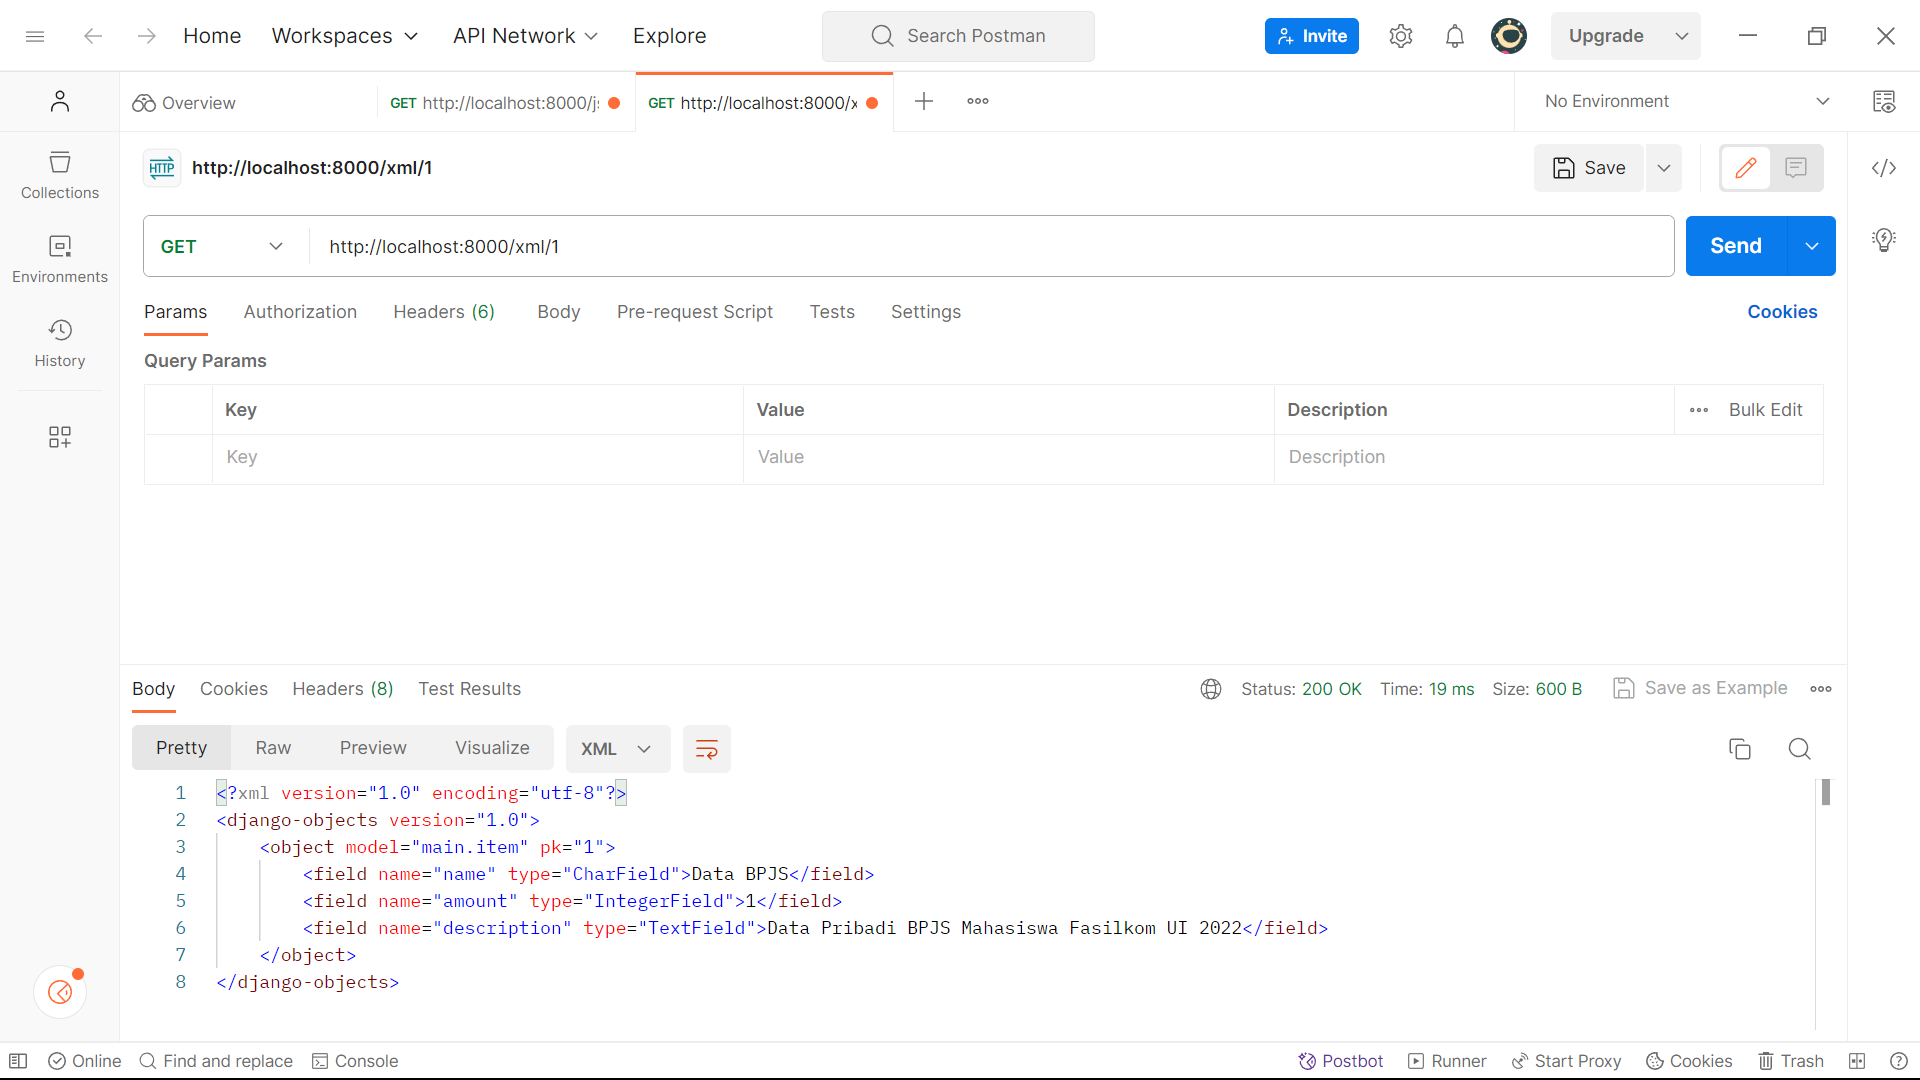 Home Workspaces API Network Explore Search Postman Invite Upgrade
Overview GET http://localhost:8000/j GET http://localhost:8000/x No Environment
HTTP http://localhost:8000/xml/1 Save
Collections
Environments
History
GET http://localhost:8000/xml/1 Send
Params Authorization Headers (6) Body Pre-request Script Tests Settings Cookies
Query Params
Key Value Description Bulk Edit
Key Value Description
Body Cookies Headers (8) Test Results Status: 200 OK Time: 19 ms Size: 600 B Save as Example
Pretty Raw Preview Visualize XML
1 <?xml version="1.0" encoding="utf-8"?>
2 <django-objects version="1.0">
3 <object model="main.item" pk="1">
4 <field name="name" type="CharField">Data BPJS</field>
5 <field name="amount" type="IntegerField">1</field>
6 <field name="description" type="TextField">Data Pribadi BPJS Mahasiswa Fasilkom UI 2022</field>
7 </object>
8 </django-objects>
Online Find and replace Console Postbot Runner Start Proxy Cookies Trash